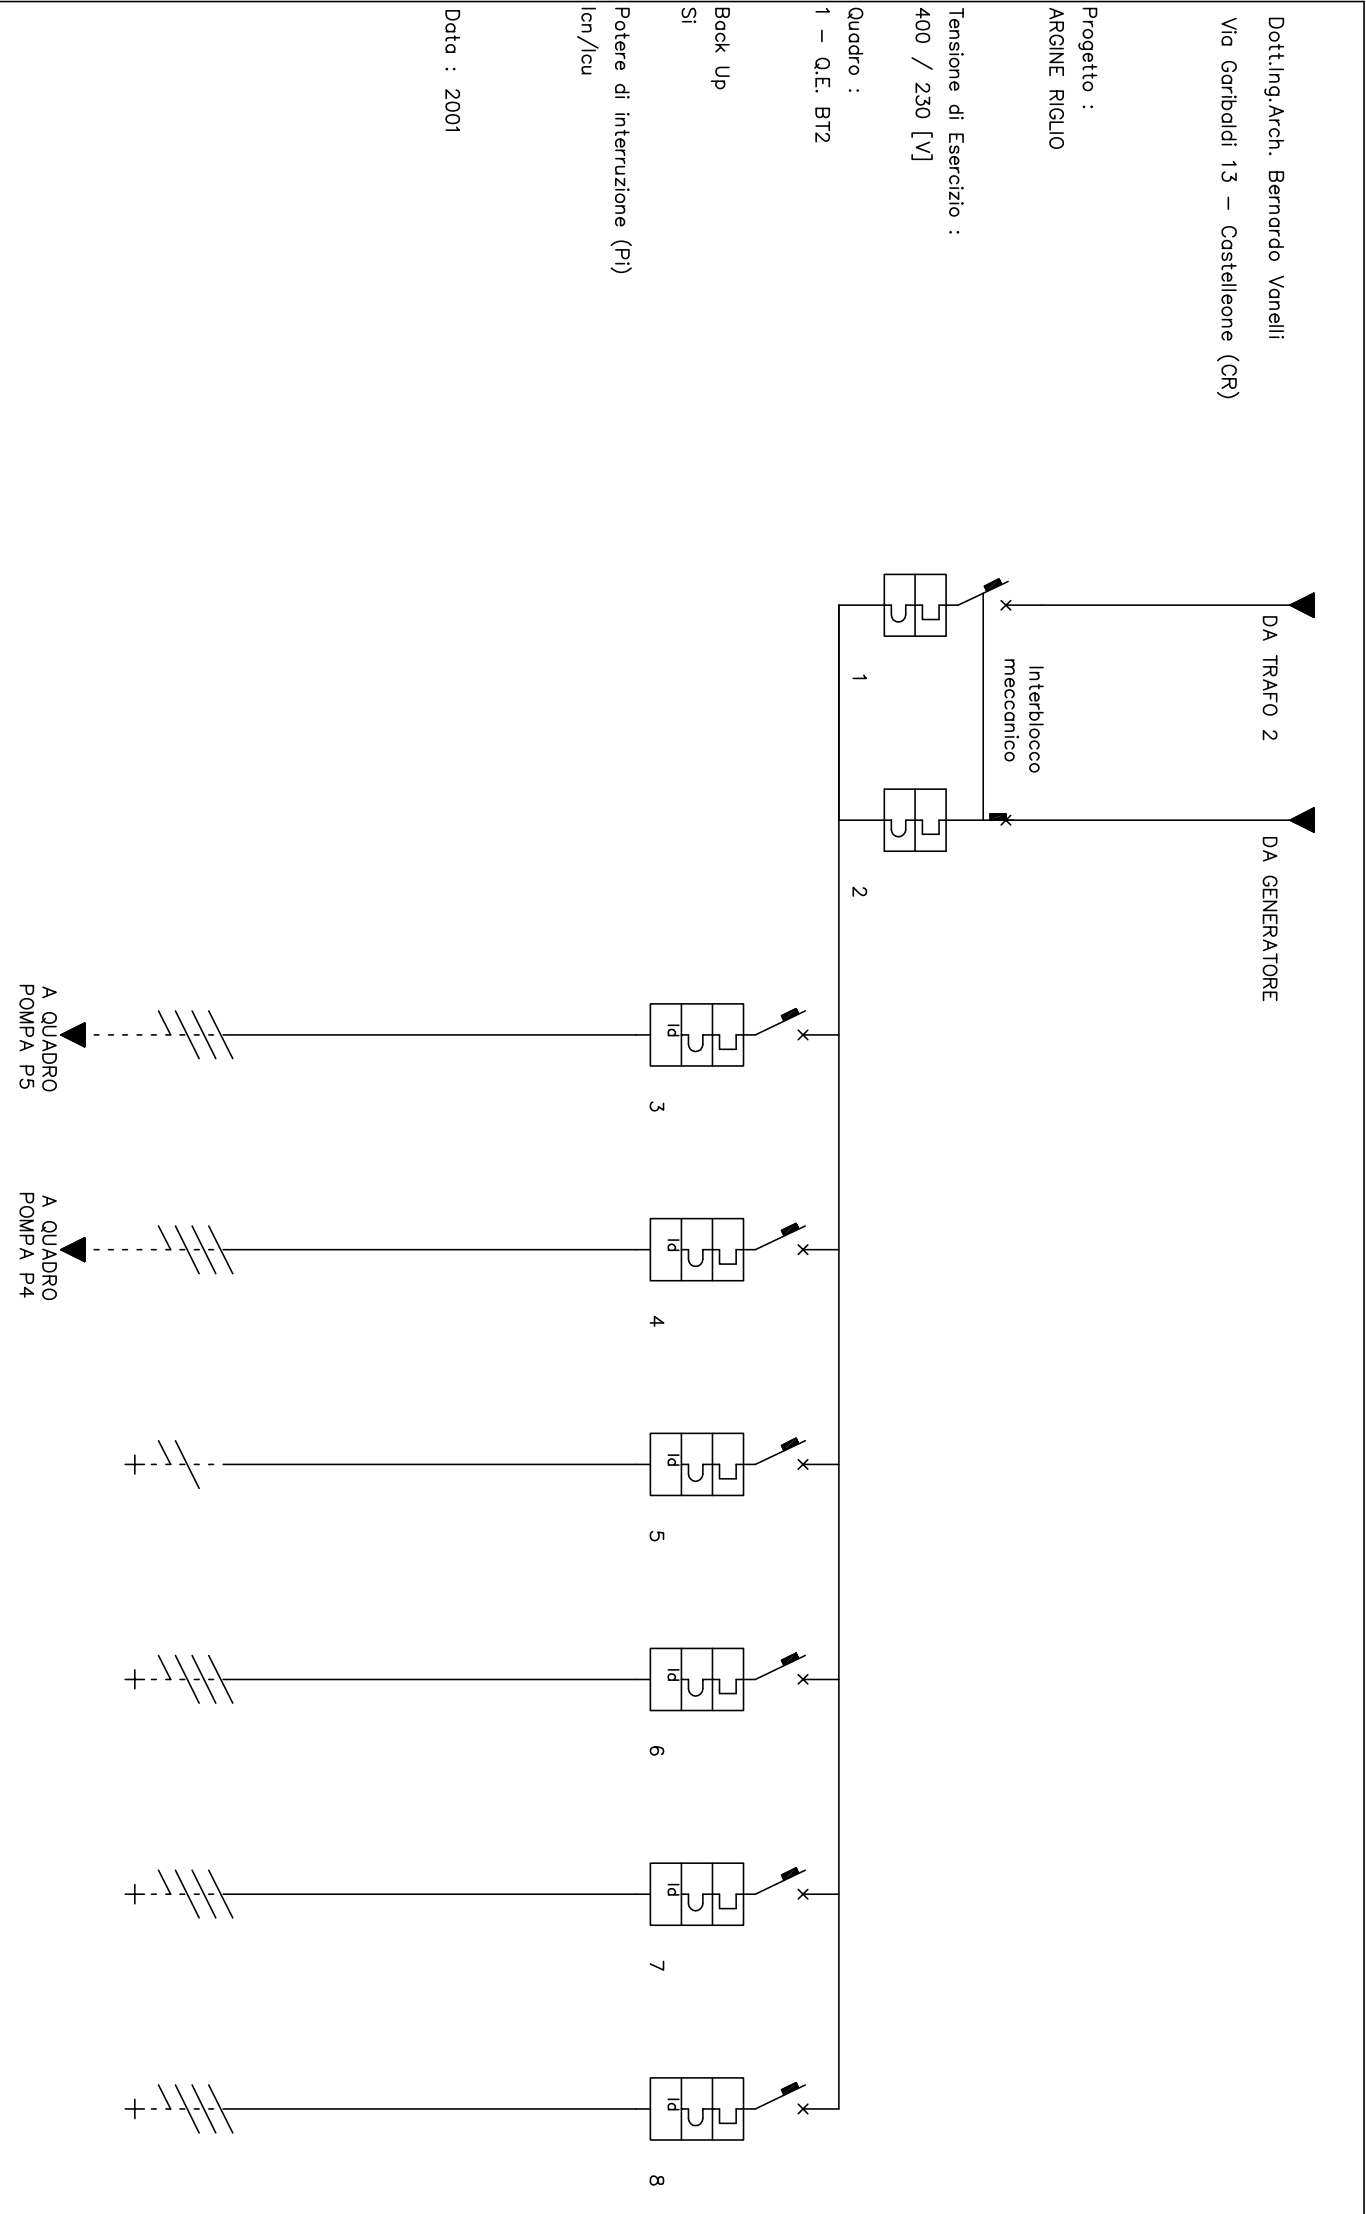 Dott.Ing.Arch. Bernardo Vanelli
Via Garibaldi 13 – Castelleone (CR)
Progetto :
ARGINE RIGLIO
Tensione di Esercizio :
400 / 230 [V]
Quadro :
1 – Q.E. BT2
Back Up
Si
Potere di interruzione (Pi)
Icn/Icu
Data : 2001
DA TRAFO 2
DA GENERATORE
Interblocco
meccanico
1
2
Id
3
Id
4
Id
5
Id
6
Id
7
Id
8
A QUADRO
POMPA P5
A QUADRO
POMPA P4